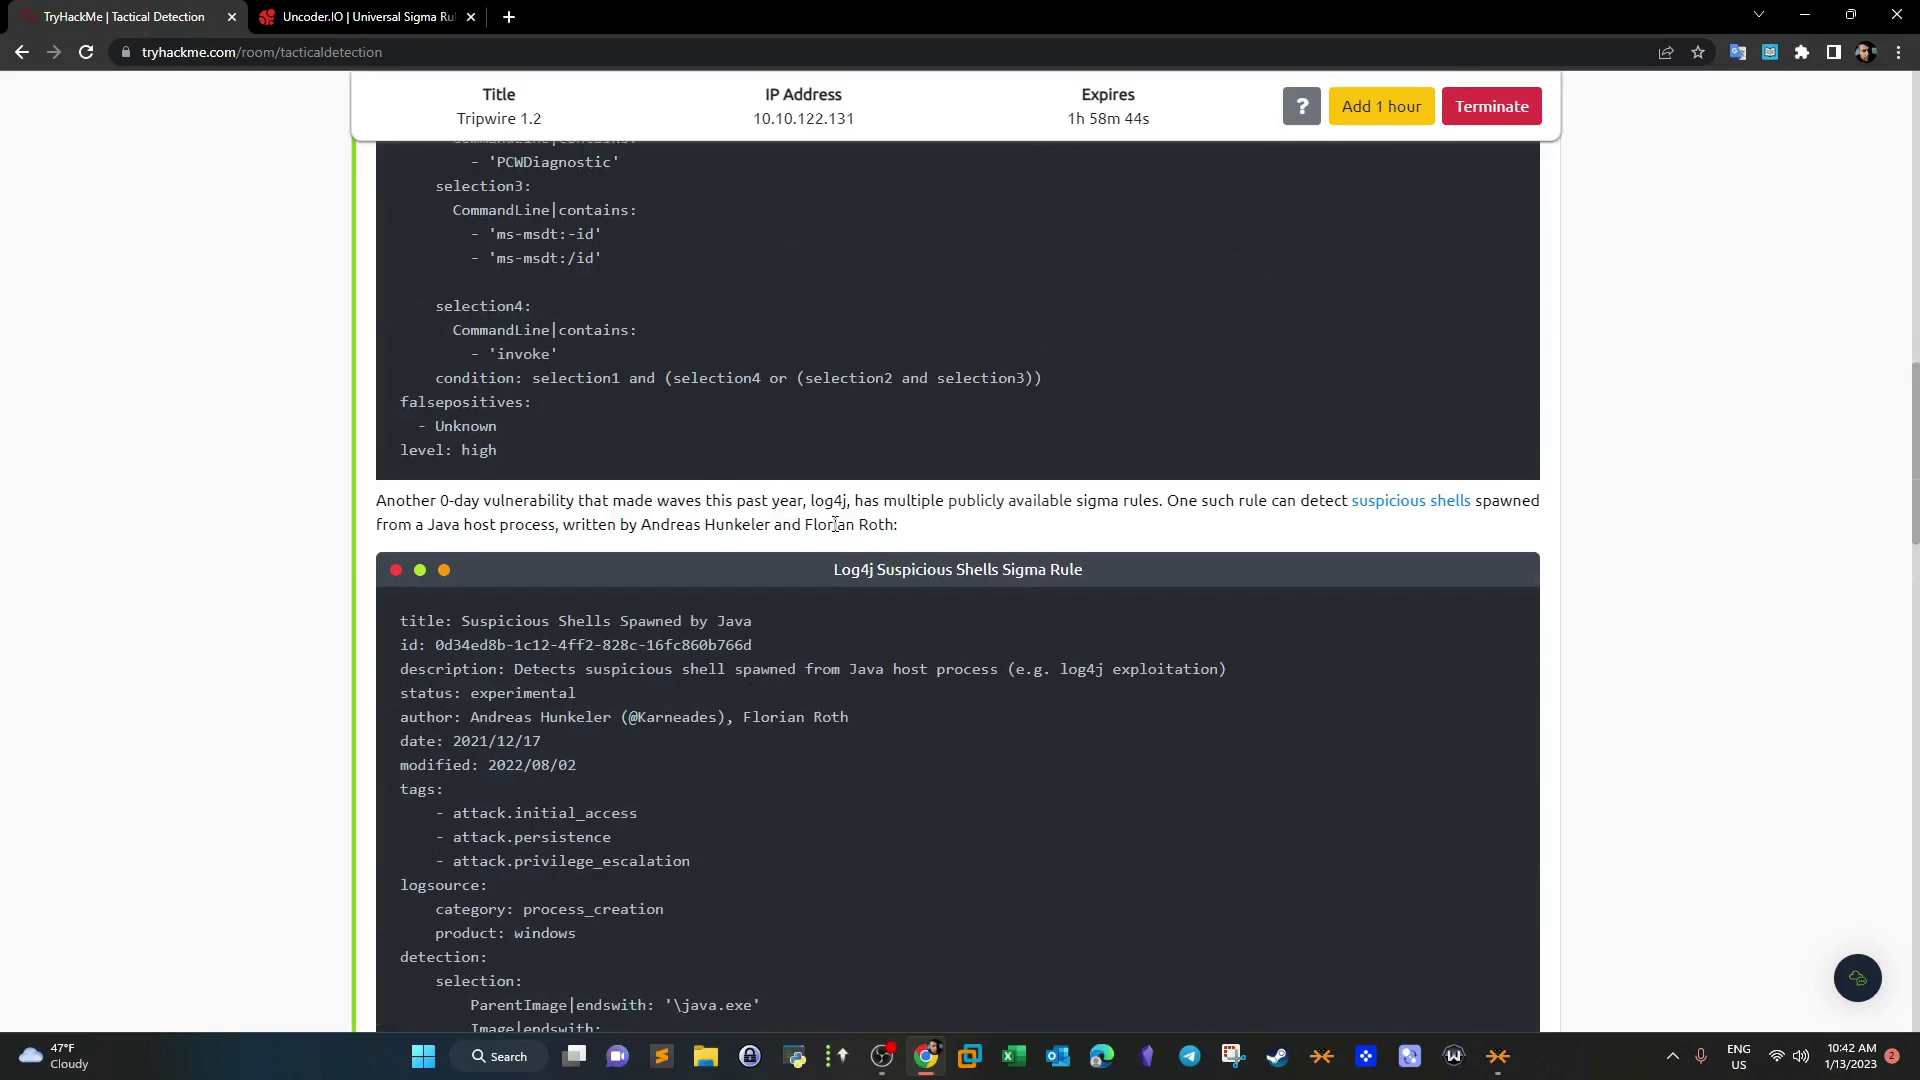 TryHackMe | Tactical Detection
Uncoder.IO | Universal Sigma Rul
tryhackme.com/room/tacticaldetection
Title
IP Address
Expires
Tripwire 1.2
10.10.122.131
1h 58m 44s
?
Add 1 hour
Terminate
CommandLine|contains:
- 'PCWDiagnostic'
selection3:
CommandLine|contains:
- 'ms-msdt:-id'
- 'ms-msdt:/id'
selection4:
CommandLine|contains:
- 'invoke'
condition: selection1 and (selection4 or (selection2 and selection3))
falsepositives:
- Unknown
level: high
Another 0-day vulnerability that made waves this past year, log4j, has multiple publicly available sigma rules. One such rule can detect suspicious shells spawned
from a Java host process, written by Andreas Hunkeler and Florian Roth:
Log4j Suspicious Shells Sigma Rule
title: Suspicious Shells Spawned by Java
id: 0d34ed8b-1c12-4ff2-828c-16fc860b766d
description: Detects suspicious shell spawned from Java host process (e.g. log4j exploitation)
status: experimental
author: Andreas Hunkeler (@Karneades), Florian Roth
date: 2021/12/17
modified: 2022/08/02
tags:
- attack.initial_access
- attack.persistence
- attack.privilege_escalation
logsource:
category: process_creation
product: windows
detection:
selection:
ParentImage|endswith: '\java.exe'
Image|endswith:
47°F
Cloudy
Search
ENG
US
10:42 AM
1/13/2023
2